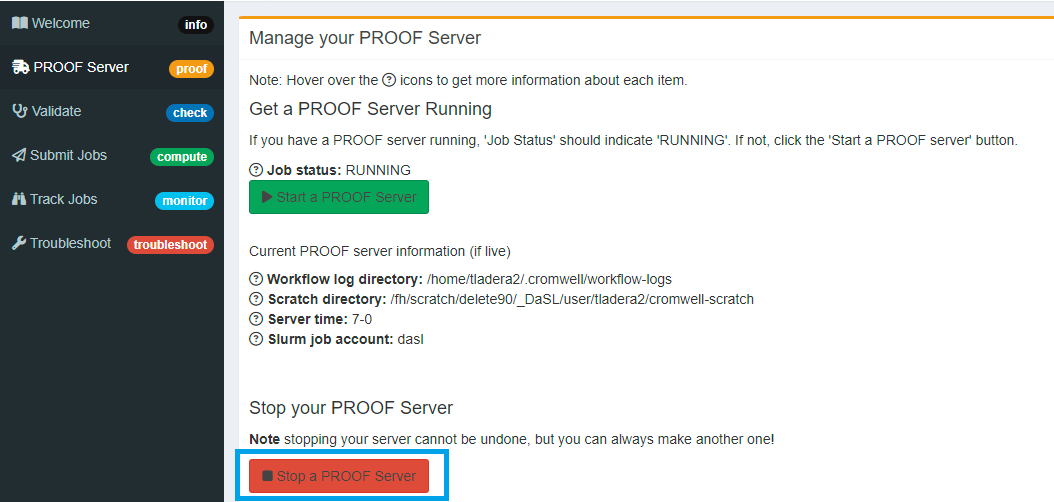 Welcome info
PROOF Server proof
Validate check
Submit Jobs compute
Track Jobs monitor
Troubleshoot troubleshoot
Manage your PROOF Server
Note: Hover over the ? icons to get more information about each item.
Get a PROOF Server Running
If you have a PROOF server running, 'Job Status' should indicate 'RUNNING'. If not, click the 'Start a PROOF server' button.
? Job status: RUNNING
Start a PROOF Server
Current PROOF server information (if live)
? Workflow log directory: /home/tladera2/.cromwell/workflow-logs
? Scratch directory: /fh/scratch/delete90/_DaSL/user/tladera2/cromwell-scratch
? Server time: 7-0
? Slurm job account: dasl
Stop your PROOF Server
Note stopping your server cannot be undone, but you can always make another one!
Stop a PROOF Server